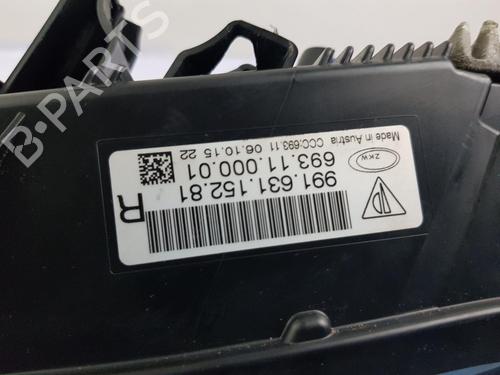 991.631.152.81
R
693.11.000.01
ZKW
Made in Austria CCC:693.11 06.10.15 22
B-PARTS